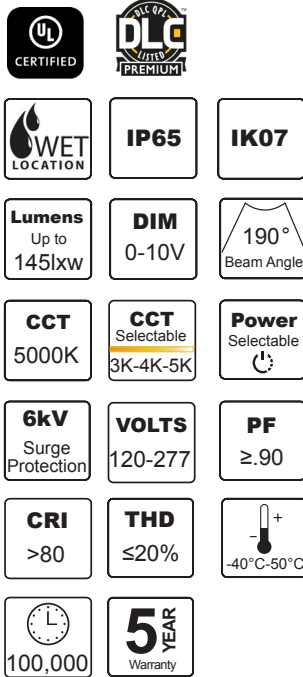 UL
CERTIFIED
DLC QPL
DLC
LISTED
PREMIUM
WET
LOCATION
IP65
IK07
Lumens
Up to
145lxw
DIM
0-10V
190°
Beam Angle
CCT
5000K
CCT
Selectable
3K-4K-5K
Power
Selectable
6kV
Surge
Protection
VOLTS
120-277
PF
≥.90
CRI
>80
THD
≤20%
+
-
-40°C-50°C
100,000
5 YEAR
Warranty